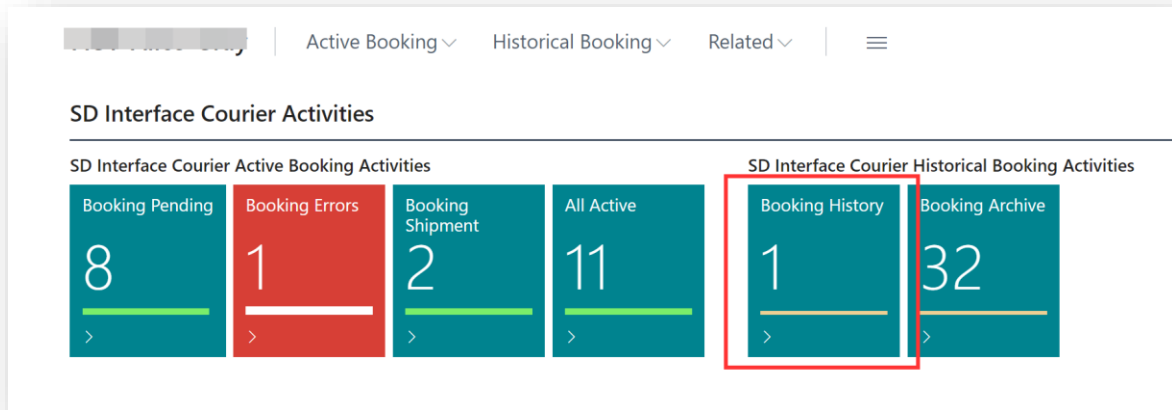 Active Booking Historical Booking Related
SD Interface Courier Activities
SD Interface Courier Active Booking Activities
Booking Pending
8
Booking Errors
1
Booking
Shipment
2
All Active
11
SD Interface Courier Historical Booking Activities
Booking History
1
Booking Archive
32